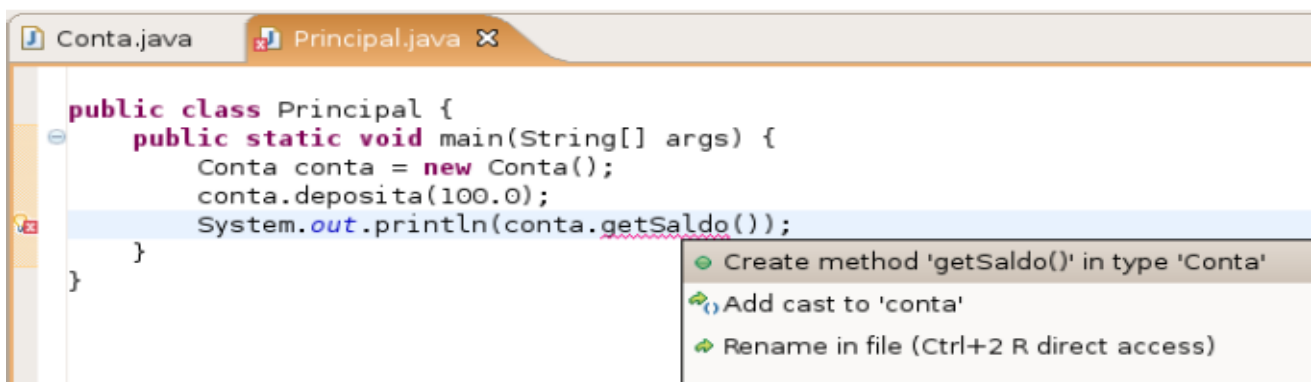 Conta.java Principal.java
public class Principal {
public static void main(String[] args) {
Conta conta = new Conta();
conta.deposita(100.0);
System.out.println(conta.getSaldo());
}
}
Create method 'getSaldo()' in type 'Conta'
Add cast to 'conta'
Rename in file (Ctrl+2 R direct access)